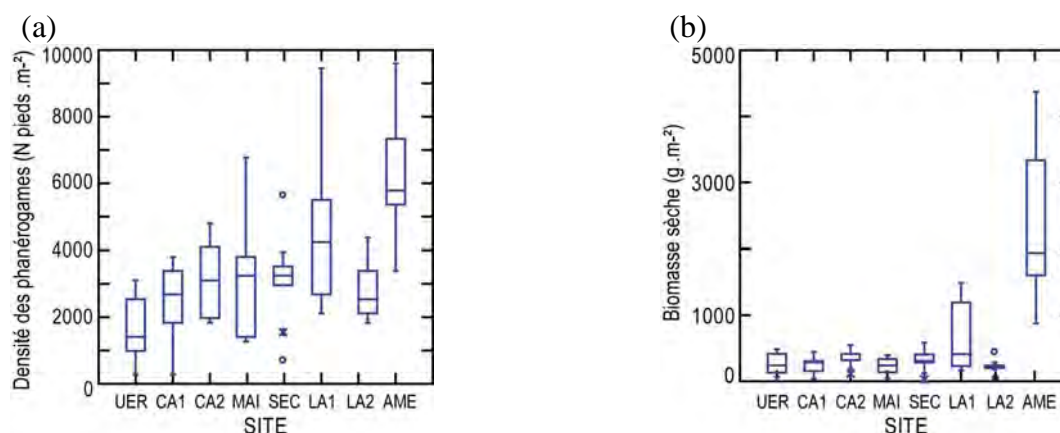 (a)
Densité des phanérogames (N pieds .m-²)
10000
8000
6000
4000
2000
0
UER CA1 CA2 MAI SEC LA1 LA2 AME
SITE
(b)
Biomasse sèche (g .m-²)
5000
3000
1000
0
UER CA1 CA2 MAI SEC LA1 LA2 AME
SITE